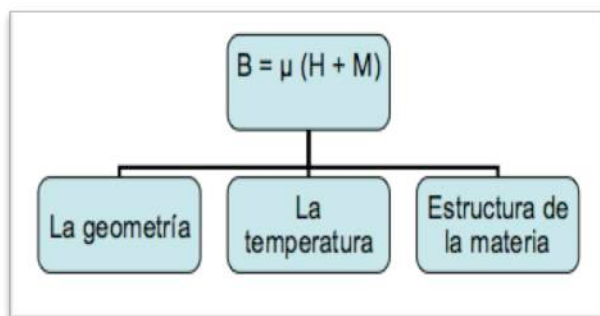 B = μ (H + M)
La geometría
La
temperatura
Estructura de
la materia